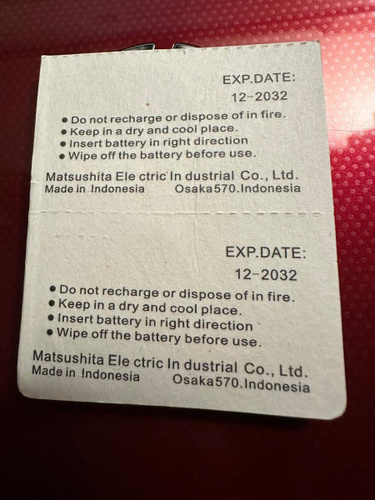 EXP.DATE:
12-2032
● Do not recharge or dispose of in fire.
● Keep in a dry and cool place.
● Insert battery in right direction
● Wipe off the battery before use.
Matsushita Ele ctric In dustrial Co., Ltd.
Made in Indonesia Osaka570.Indonesia
EXP.DATE:
12-2032
● Do not recharge or dispose of in fire.
● Keep in a dry and cool place.
● Insert battery in right direction
● Wipe off the battery before use.
Matsushita Ele ctric In dustrial Co., Ltd.
Made in Indonesia Osaka570.Indonesia